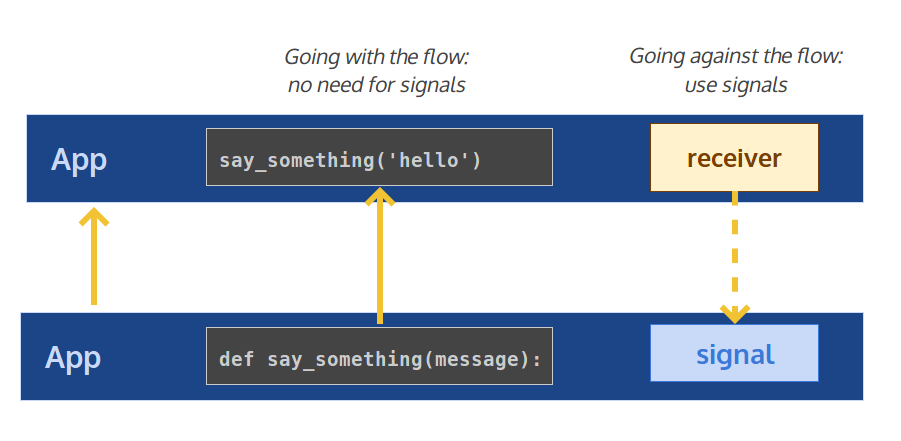 Going with the flow:
no need for signals
Going against the flow:
use signals
App
say_something('hello')
receiver
App
def say_something(message):
signal